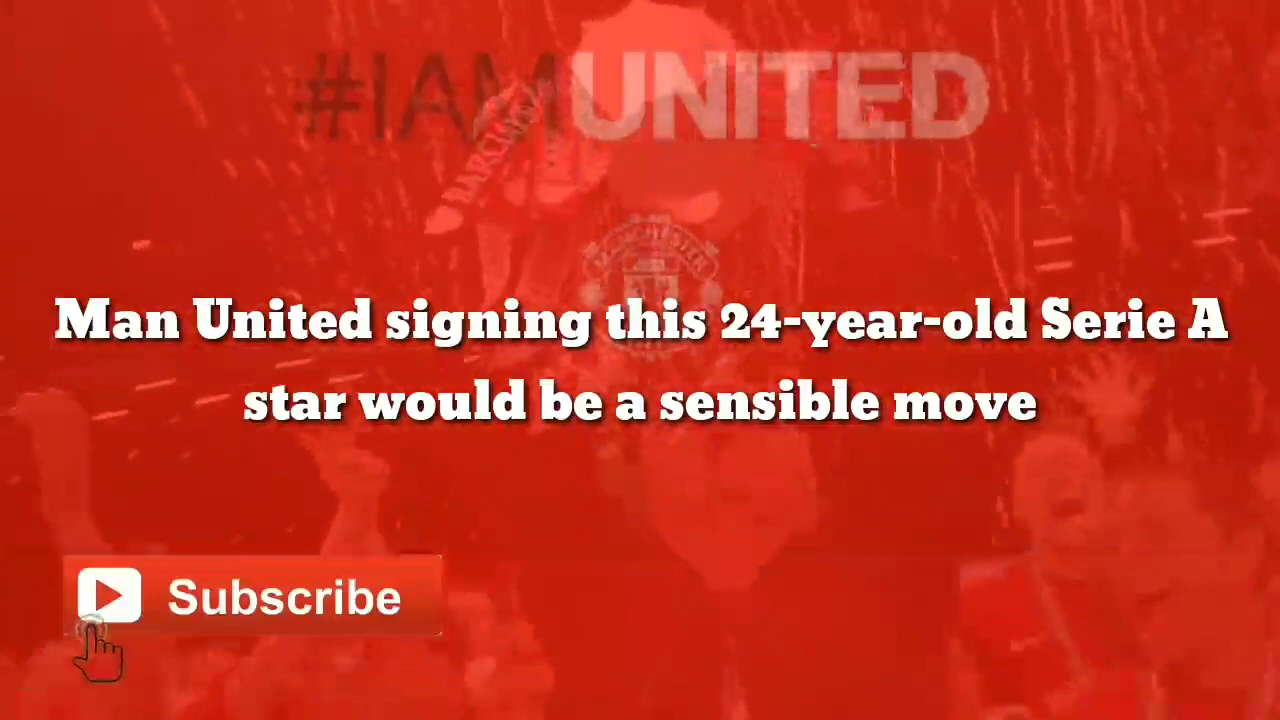 #IAMUNITED
Man United signing this 24-year-old Serie A
star would be a sensible move
Subscribe